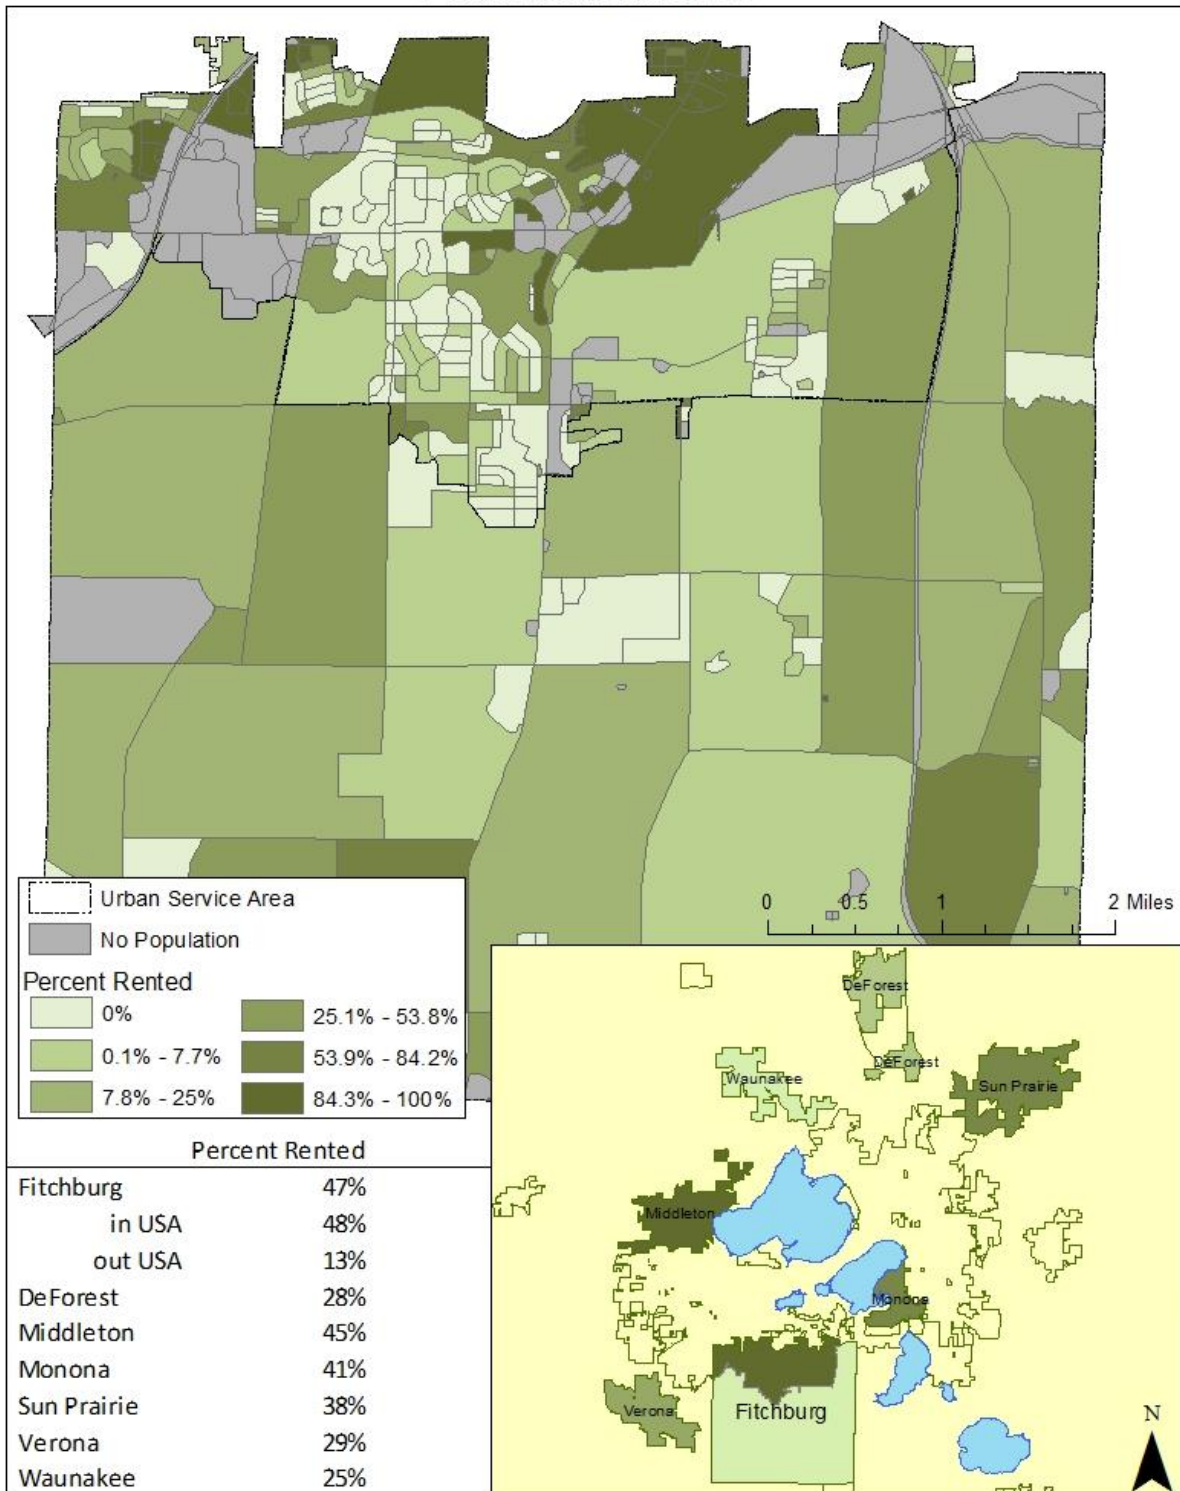 Urban Service Area
No Population
Percent Rented
0%
0.1% - 7.7%
7.8% - 25%
25.1% - 53.8%
53.9% - 84.2%
84.3% - 100%
0 0.5 1 2 Miles
Percent Rented
Fitchburg 47%
in USA 48%
out USA 13%
DeForest 28%
Middleton 45%
Monona 41%
Sun Prairie 38%
Verona 29%
Waunakee 25%
DeForest
DeForest
Waunakee
Sun Prairie
Middleton
Monona
Verona
Fitchburg
N